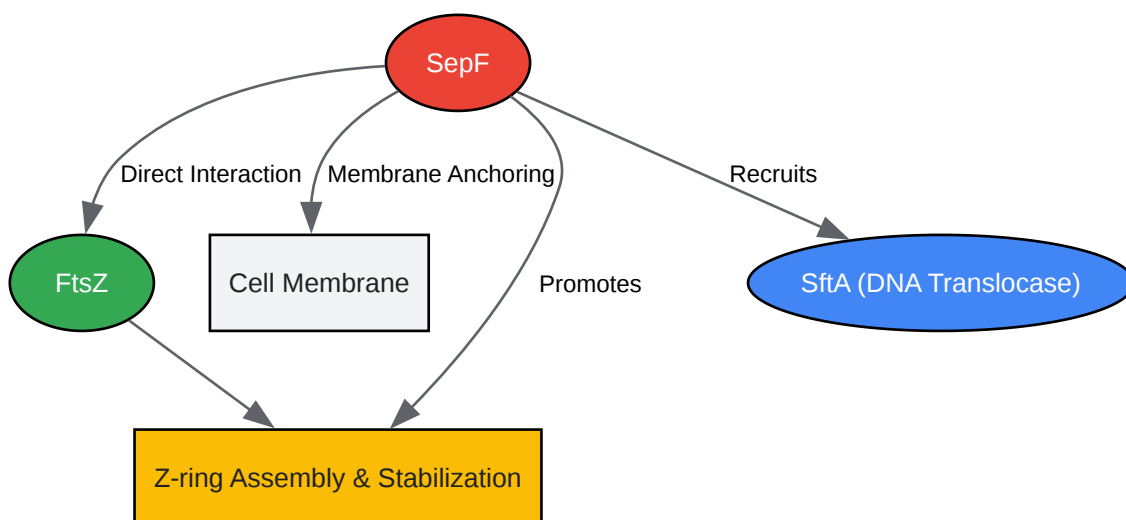 SepF
Direct Interaction
Membrane Anchoring
Recruits
FtsZ
Cell Membrane
Promotes
SftA (DNA Translocase)
Z-ring Assembly & Stabilization